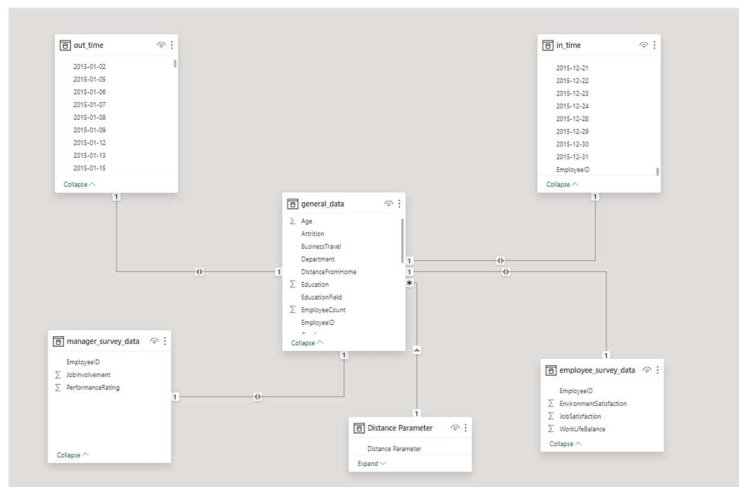 out_time
2015-01-02
2015-01-05
2015-01-06
2015-01-07
2015-01-08
2015-01-09
2015-01-12
2015-01-13
2015-01-15
Collapse
1
in_time
2015-12-21
2015-12-22
2015-12-23
2015-12-24
2015-12-28
2015-12-29
2015-12-30
2015-12-31
EmployeeID
Collapse
1
general_data
Σ Age
Attrition
BusinessTravel
Department
DistanceFromHome
Σ Education
EducationField
Σ EmployeeCount
EmployeeID
Collapse
1
1
1
*
1
manager_survey_data
EmployeeID
Σ JobInvolvement
Σ PerformanceRating
Collapse
1
Distance Parameter
Distance Parameter
Expand
1
employee_survey_data
EmployeeID
Σ EnvironmentSatisfaction
Σ JobSatisfaction
Σ WorkLifeBalance
Collapse
1